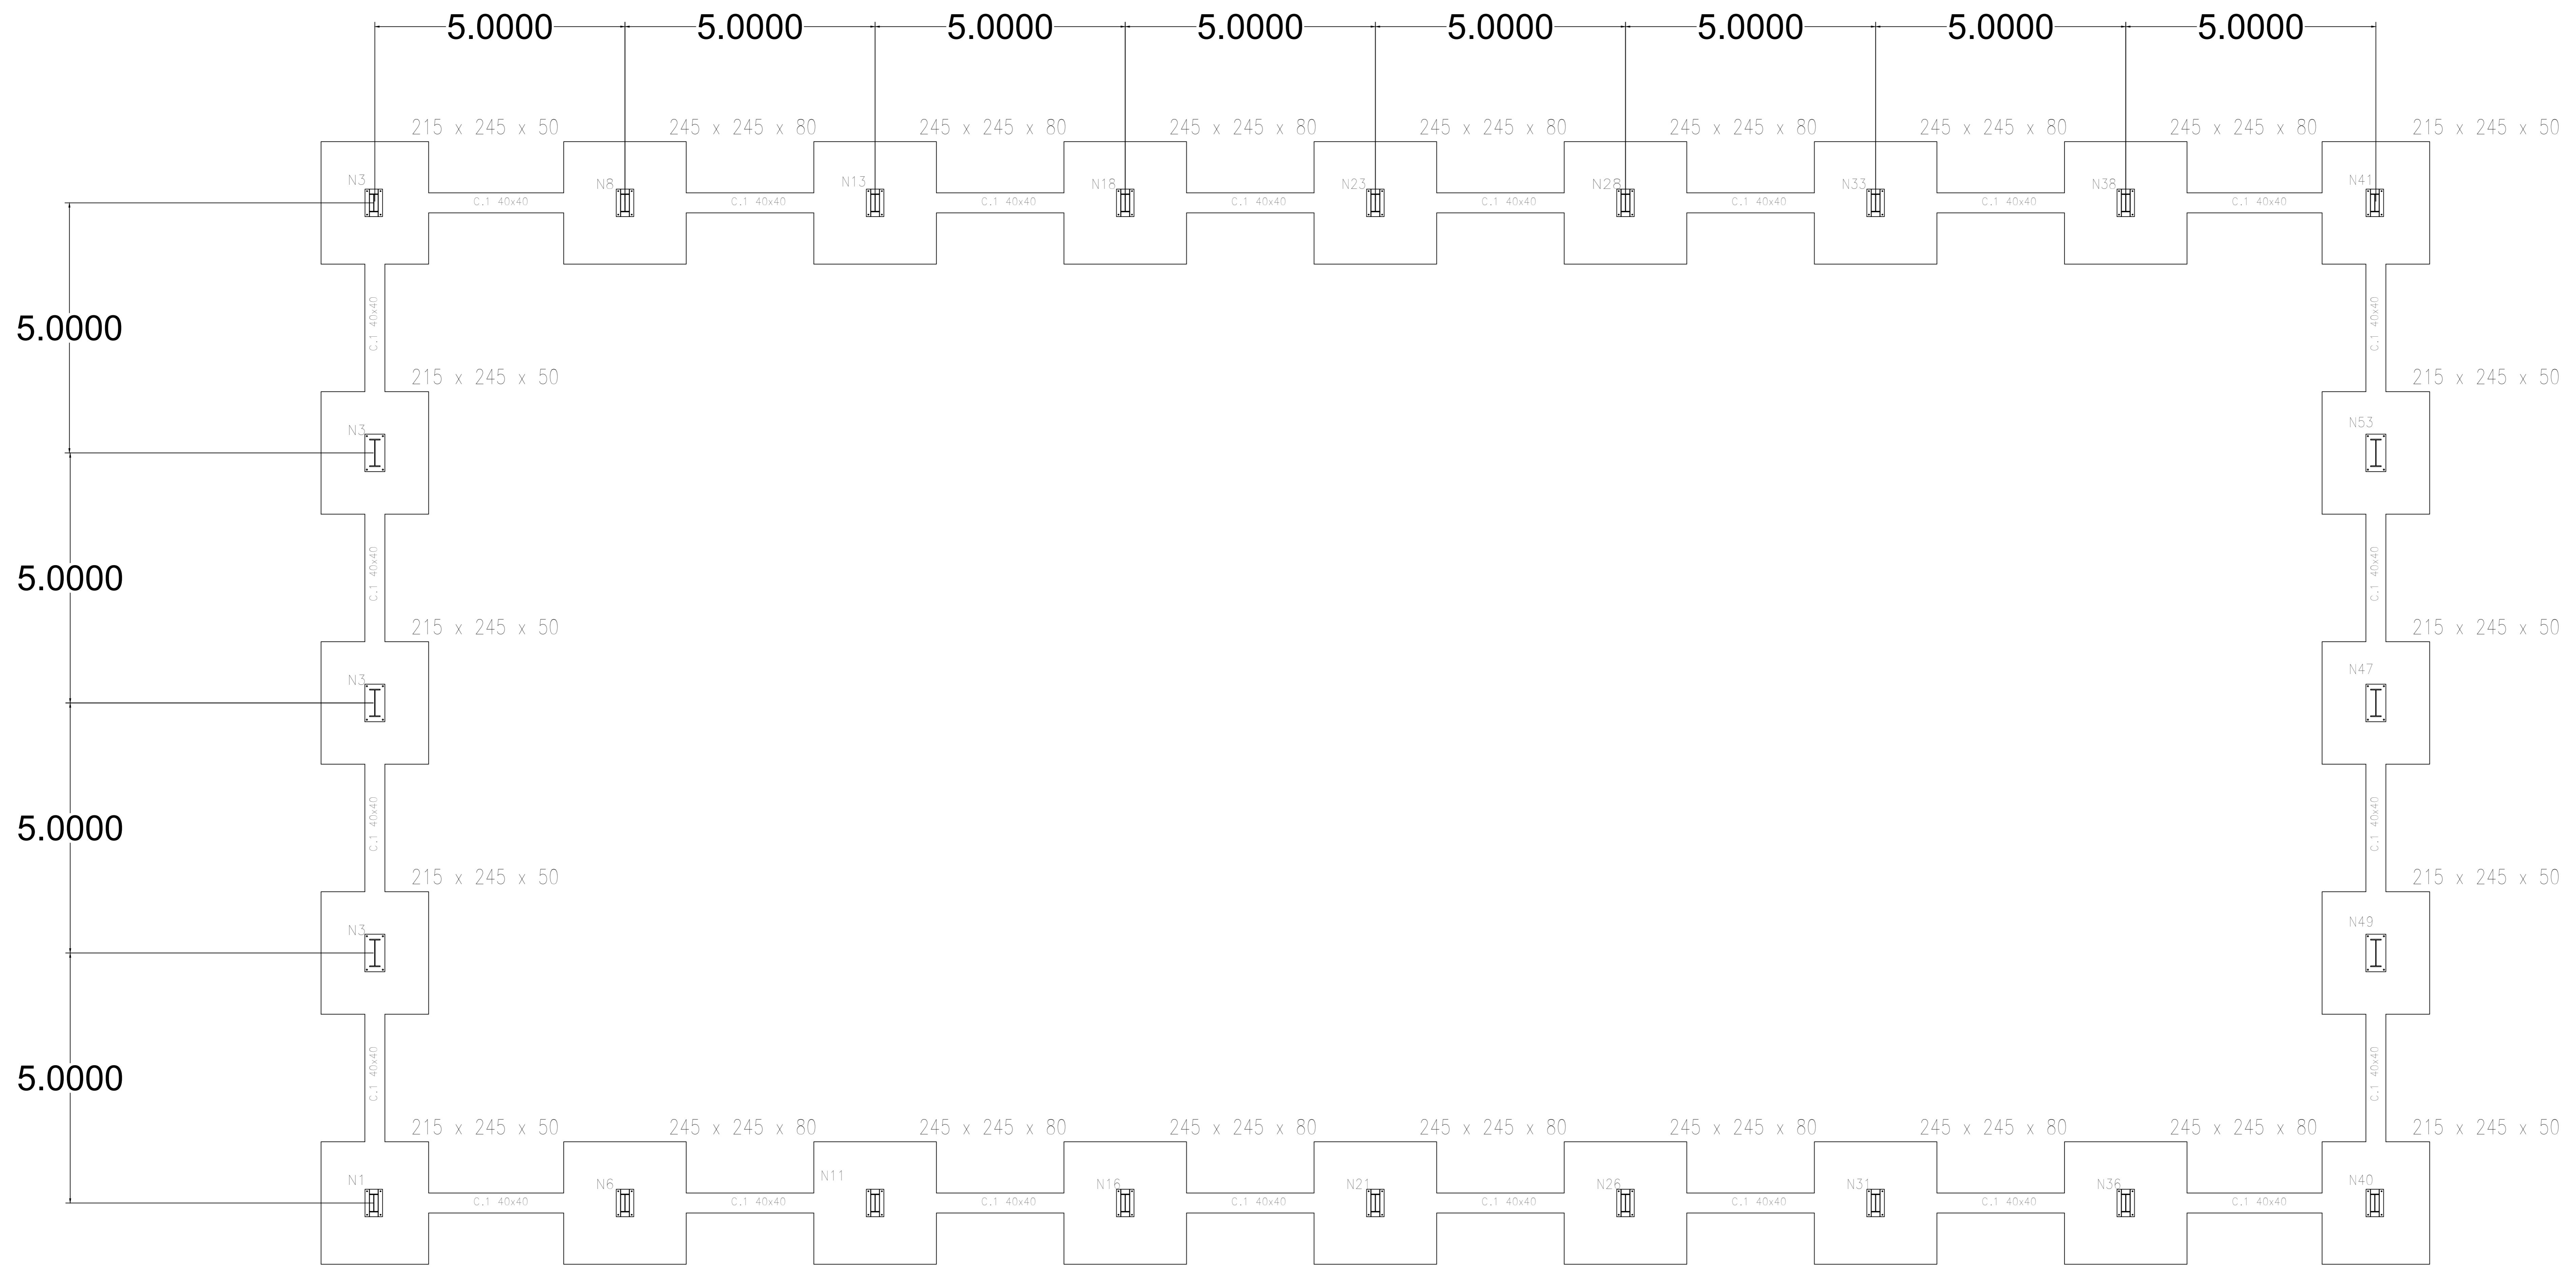 5.0000 5.0000 5.0000 5.0000 5.0000 5.0000 5.0000 5.0000
215 x 245 x 50 245 x 245 x 80 245 x 245 x 80 245 x 245 x 80 245 x 245 x 80 245 x 245 x 80 245 x 245 x 80 245 x 245 x 80 215 x 245 x 50
N3 N8 N13 N18 N23 N28 N33 N38 N41
C.1 40x40 C.1 40x40 C.1 40x40 C.1 40x40 C.1 40x40 C.1 40x40 C.1 40x40 C.1 40x40
5.0000 C.1 40x40 C.1 40x40
215 x 245 x 50 215 x 245 x 50
N3 N53
5.0000 C.1 40x40 C.1 40x40
215 x 245 x 50 215 x 245 x 50
N3 N47
5.0000 C.1 40x40 C.1 40x40
215 x 245 x 50 215 x 245 x 50
N3 N49
5.0000 C.1 40x40 C.1 40x40
215 x 245 x 50 245 x 245 x 80 245 x 245 x 80 245 x 245 x 80 245 x 245 x 80 245 x 245 x 80 245 x 245 x 80 245 x 245 x 80 215 x 245 x 50
N1 N6 N11 N16 N21 N26 N31 N36 N40
C.1 40x40 C.1 40x40 C.1 40x40 C.1 40x40 C.1 40x40 C.1 40x40 C.1 40x40 C.1 40x40